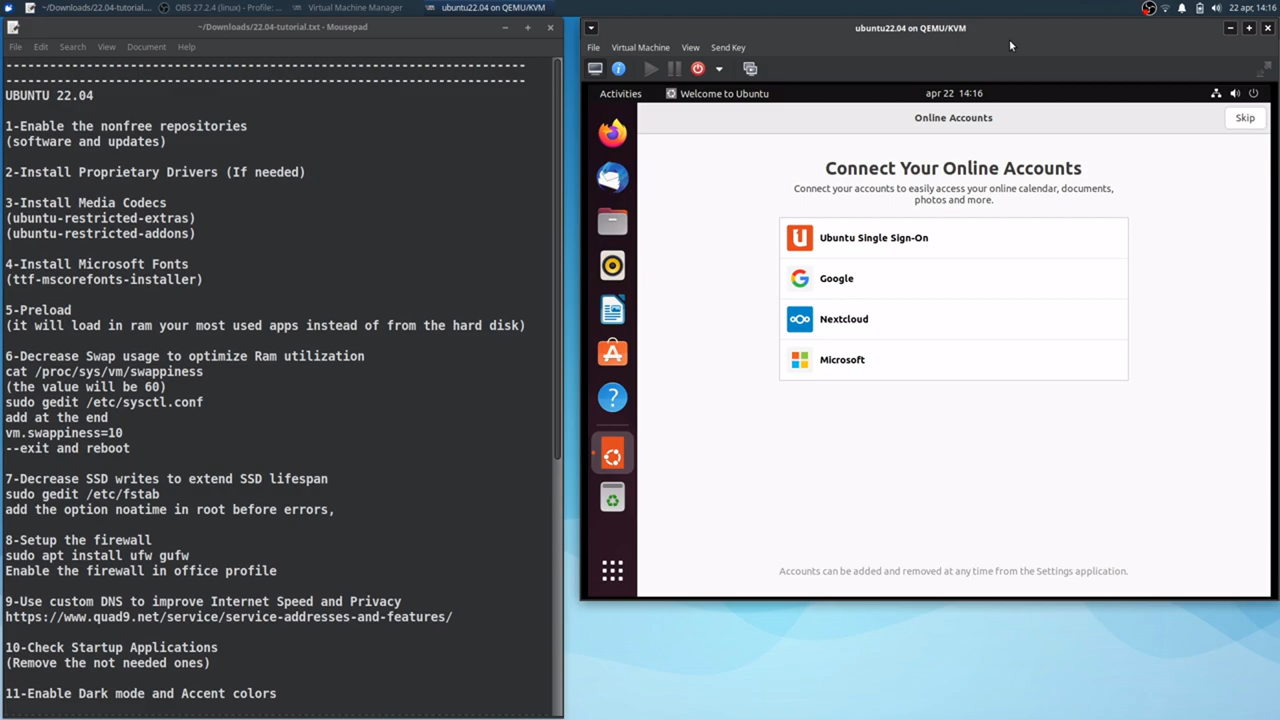 ~/Downloads/22.04-tutorial....
OBS 27.2.4 (linux) - Profile: ...
Virtual Machine Manager
ubuntu22.04 on QEMU/KVM
22 apr, 14:16
~/Downloads/22.04-tutorial.txt - Mousepad
File Edit Search View Document Help
---------------------------------------------------------------
---------------------------------------------------------------
UBUNTU 22.04
1-Enable the nonfree repositories
(software and updates)
2-Install Proprietary Drivers (If needed)
3-Install Media Codecs
(ubuntu-restricted-extras)
(ubuntu-restricted-addons)
4-Install Microsoft Fonts
(ttf-mscorefonts-installer)
5-Preload
(it will load in ram your most used apps instead of from the hard disk)
6-Decrease Swap usage to optimize Ram utilization
cat /proc/sys/vm/swappiness
(the value will be 60)
sudo gedit /etc/sysctl.conf
add at the end
vm.swappiness=10
--exit and reboot
7-Decrease SSD writes to extend SSD lifespan
sudo gedit /etc/fstab
add the option noatime in root before errors,
8-Setup the firewall
sudo apt install ufw gufw
Enable the firewall in office profile
9-Use custom DNS to improve Internet Speed and Privacy
https://www.quad9.net/service/service-addresses-and-features/
10-Check Startup Applications
(Remove the not needed ones)
11-Enable Dark mode and Accent colors
ubuntu22.04 on QEMU/KVM
File Virtual Machine View Send Key
Activities
Welcome to Ubuntu
apr 22 14:16
Online Accounts
Skip
Connect Your Online Accounts
Connect your accounts to easily access your online calendar, documents,
photos and more.
Ubuntu Single Sign-On
Google
Nextcloud
Microsoft
Accounts can be added and removed at any time from the Settings application.